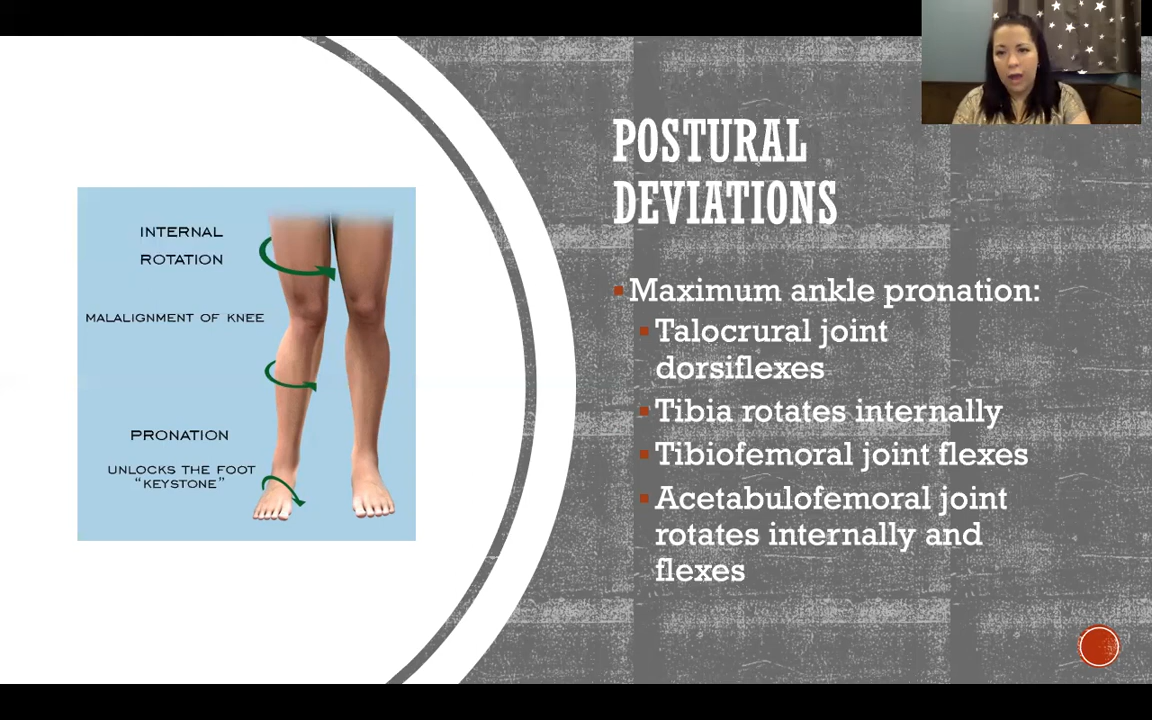 POSTURAL
DEVIATIONS
Maximum ankle pronation:
Talocrural joint
dorsiflexes
Tibia rotates internally
Tibiofemoral joint flexes
Acetabulofemoral joint
rotates internally and
flexes
INTERNAL
ROTATION
MALALIGNMENT OF KNEE
PRONATION
UNLOCKS THE FOOT
"KEYSTONE"